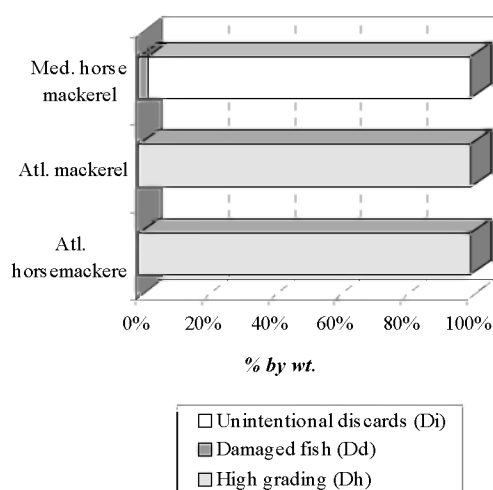 Med. horse
mackerel
Atl. mackerel
Atl.
horsemackere
0% 20% 40% 60% 80% 100%
% by wt.
Unintentional discards (Di)
Damaged fish (Dd)
High grading (Dh)